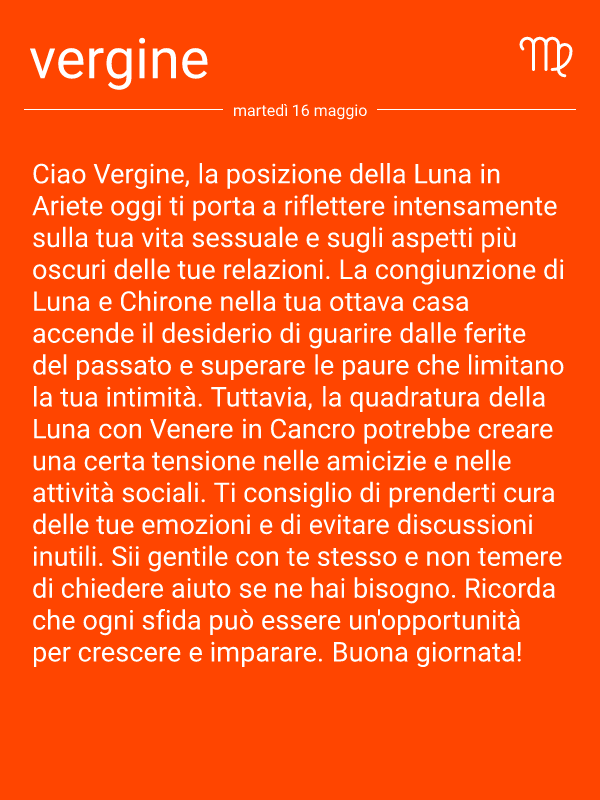 vergine
martedì 16 maggio
Ciao Vergine, la posizione della Luna in
Ariete oggi ti porta a riflettere intensamente
sulla tua vita sessuale e sugli aspetti più
oscuri delle tue relazioni. La congiunzione di
Luna e Chirone nella tua ottava casa
accende il desiderio di guarire dalle ferite
del passato e superare le paure che limitano
la tua intimità. Tuttavia, la quadratura della
Luna con Venere in Cancro potrebbe creare
una certa tensione nelle amicizie e nelle
attività sociali. Ti consiglio di prenderti cura
delle tue emozioni e di evitare discussioni
inutili. Sii gentile con te stesso e non temere
di chiedere aiuto se ne hai bisogno. Ricorda
che ogni sfida può essere un'opportunità
per crescere e imparare. Buona giornata!